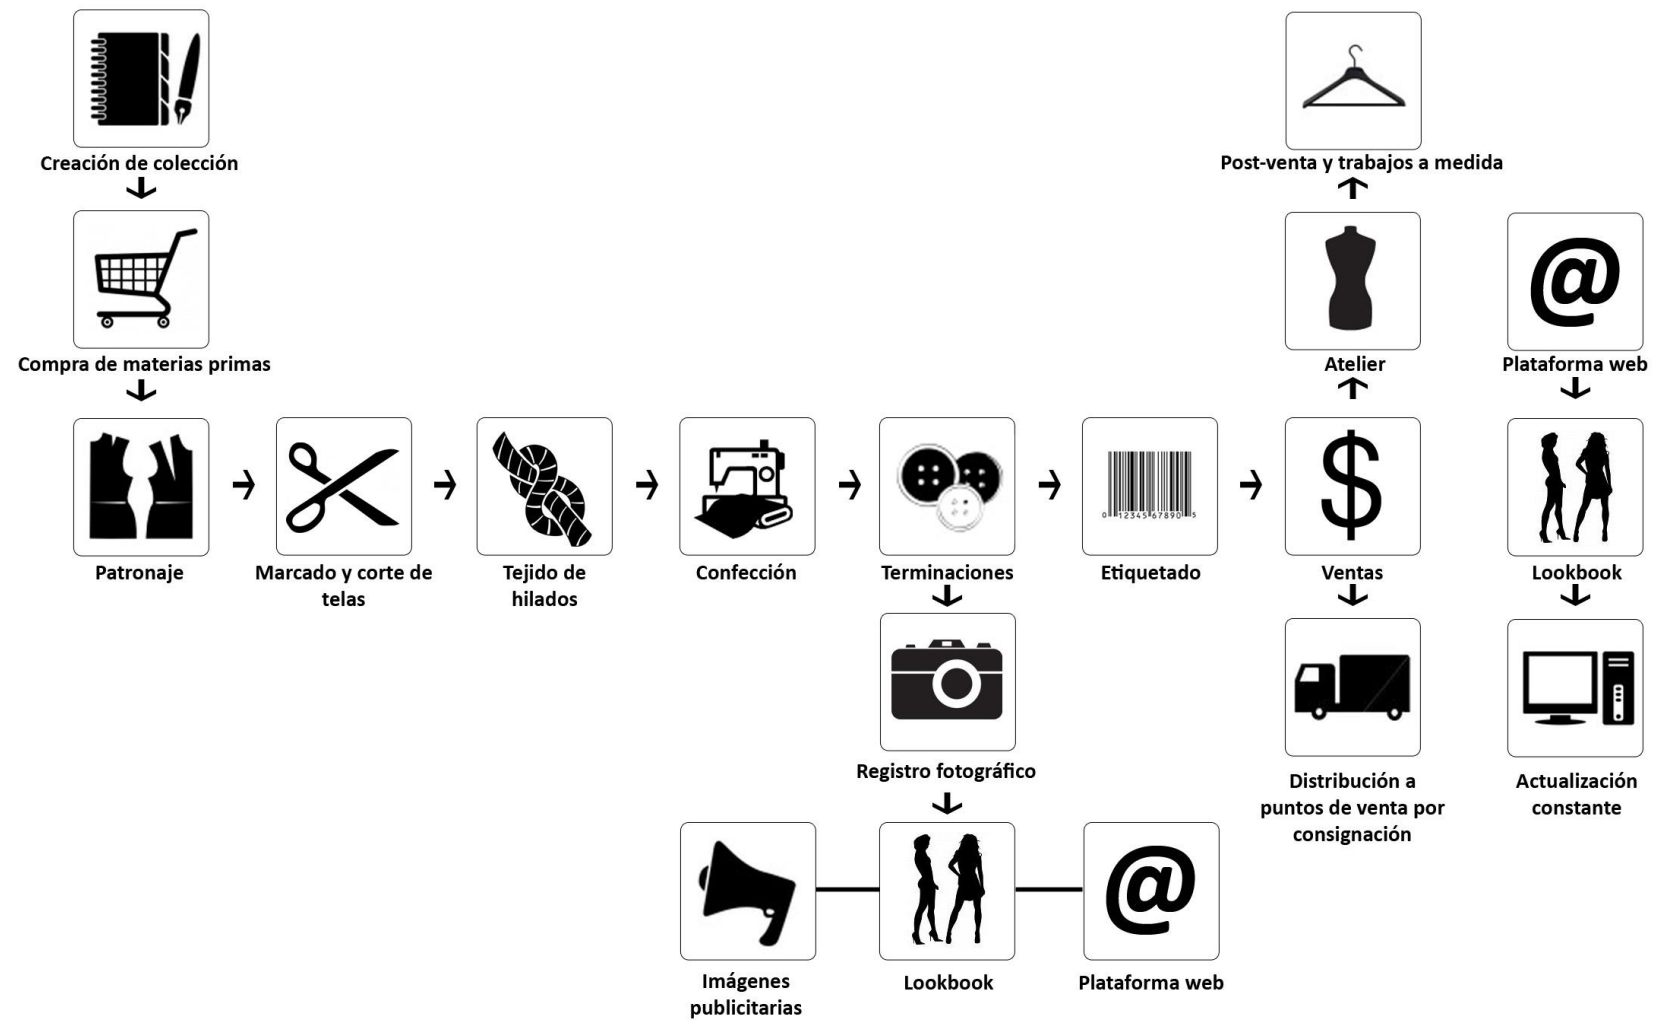 Creación de colección
Post-venta y trabajos a medida
Compra de materias primas
Atelier
@
Plataforma web
Patronaje
Marcado y corte de
telas
Tejido de
hilados
Confección
Terminaciones
0 12345 67890 5
Etiquetado
$
Ventas
Lookbook
Registro fotográfico
Distribución a
puntos de venta por
consignación
Actualización
constante
Imágenes
publicitarias
Lookbook
@
Plataforma web